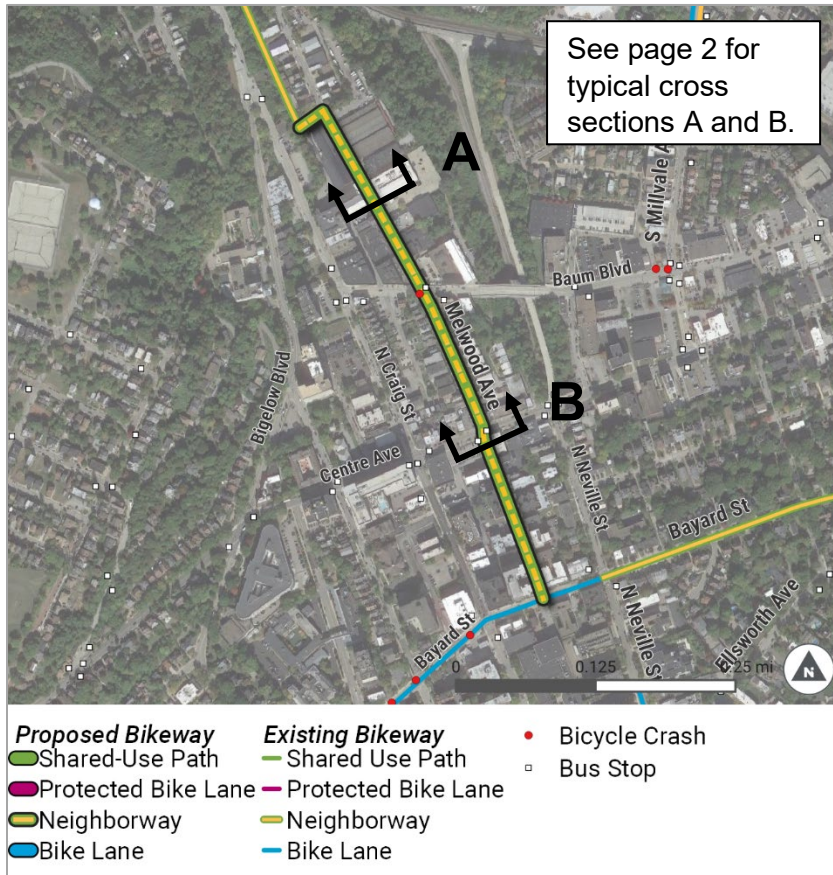 See page 2 for
typical cross
sections A and B.
A
S Millvale A
Baum Blvd
Melwood Ave
N Craig St
Bigelow Blvd
B
Centre Ave
N Neville St
Bayard St
Bayard St
N Neville St
Ellsworth Ave
0 0.125 0.25 mi
N
Proposed Bikeway
Shared-Use Path
Protected Bike Lane
Neighborway
Bike Lane
Existing Bikeway
Shared Use Path
Protected Bike Lane
Neighborway
Bike Lane
Bicycle Crash
Bus Stop